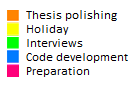 Thesis polishing
Holiday
Interviews
Code development
Preparation